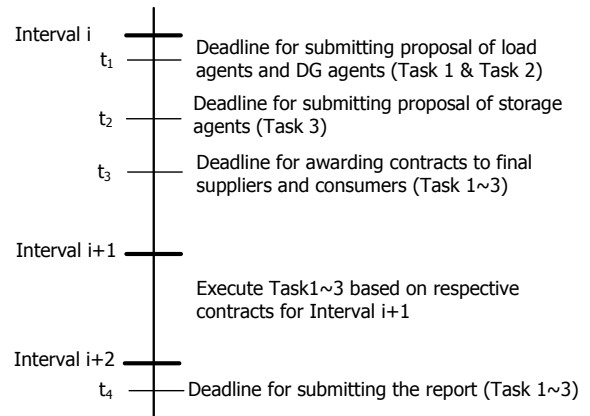 Interval i
t1
Deadline for submitting proposal of load
agents and DG agents (Task 1 & Task 2)
t2
Deadline for submitting proposal of storage
agents (Task 3)
t3
Deadline for awarding contracts to final
suppliers and consumers (Task 1~3)
Interval i+1
Execute Task1~3 based on respective
contracts for Interval i+1
Interval i+2
t4
Deadline for submitting the report (Task 1~3)